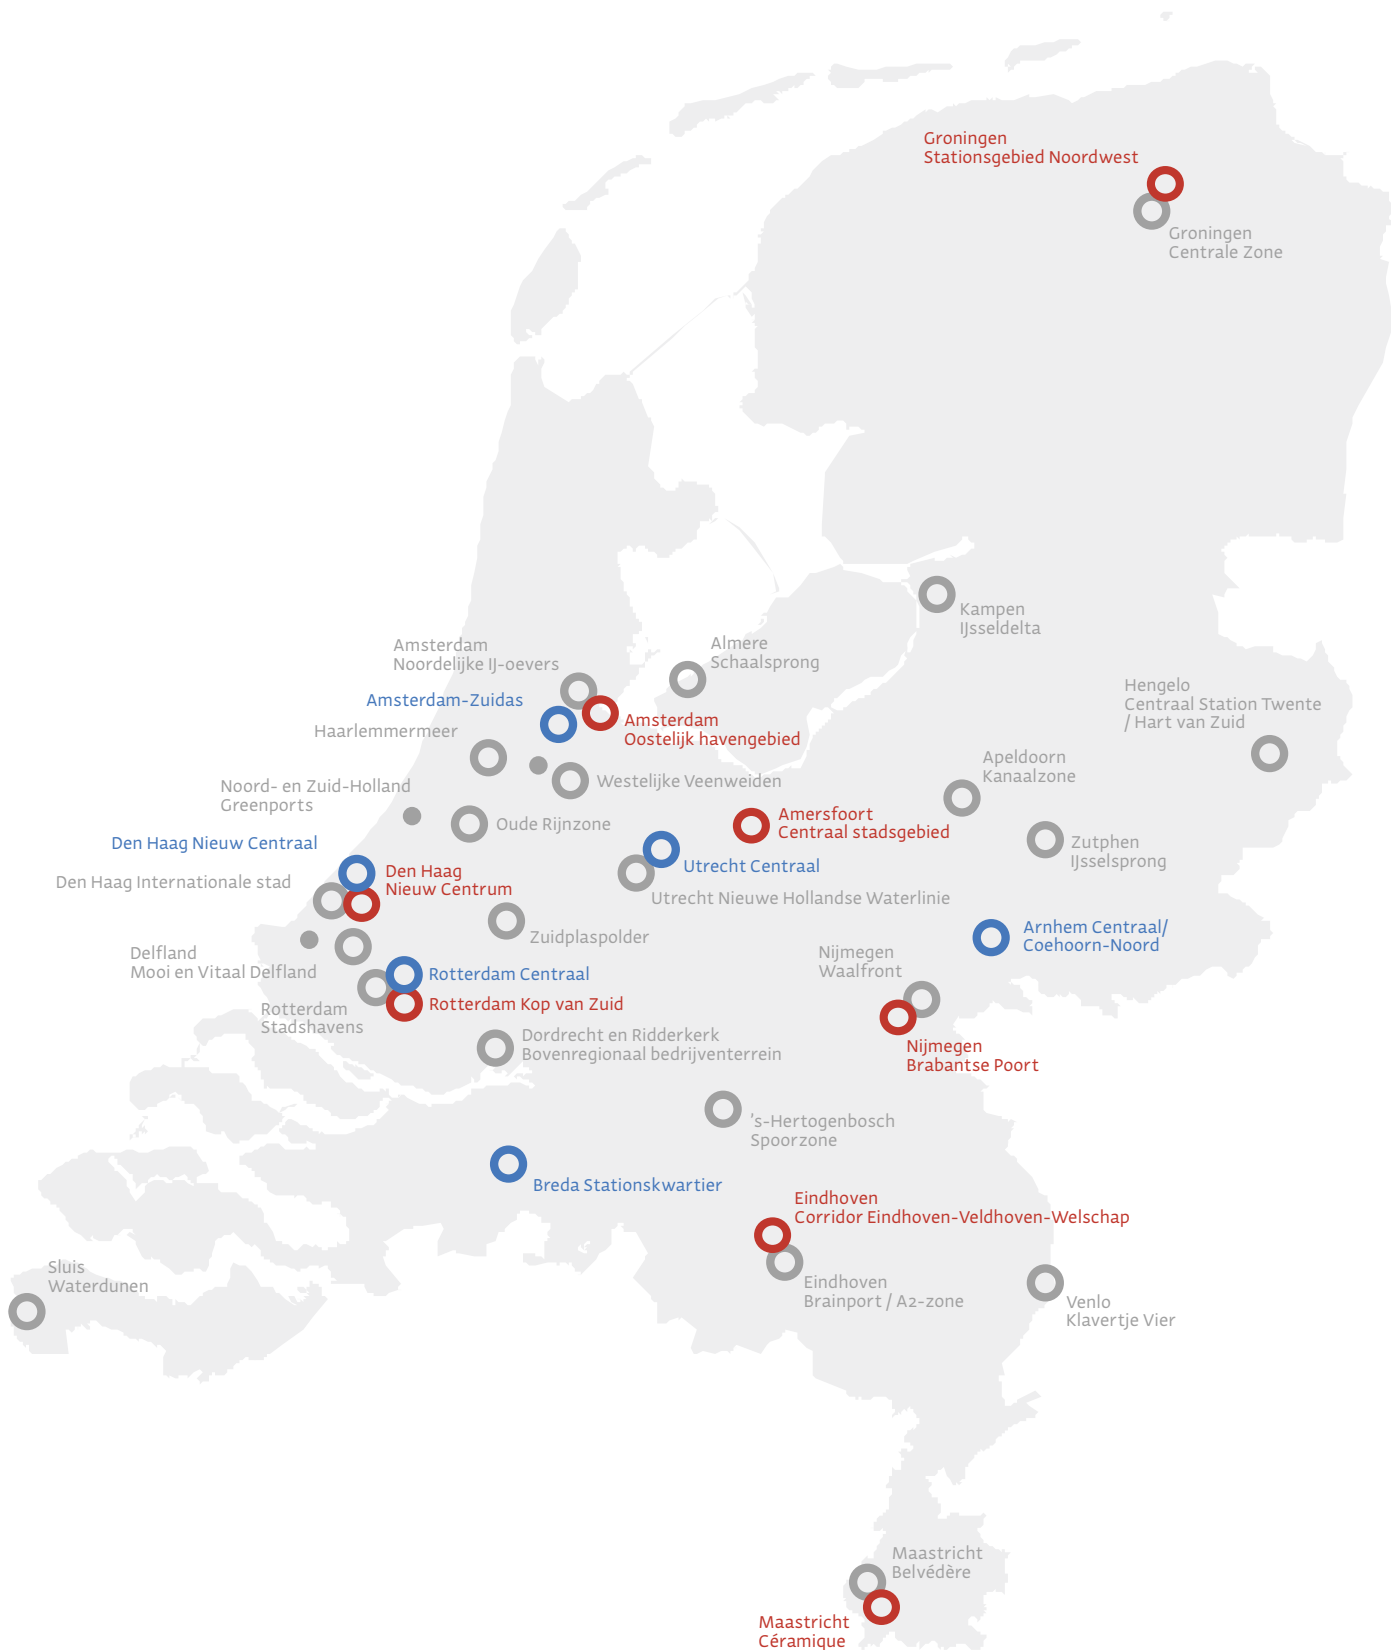 Groningen
Stationsgebied Noordwest
Groningen
Centrale Zone
Kampen
IJsseldelta
Amsterdam
Noordelijke IJ-oevers
Almere
Schaalsprong
Amsterdam-Zuidas
Hengelo
Centraal Station Twente
/ Hart van Zuid
Amsterdam
Oostelijk havengebied
Haarlemmermeer
Apeldoorn
Kanaalzone
Westelijke Veenweiden
Noord- en Zuid-Holland
Greenports
Oude Rijnzone
Amersfoort
Centraal stadsgebied
Den Haag Nieuw Centraal
Zutphen
IJsselsprong
Utrecht Centraal
Den Haag
Nieuw Centrum
Den Haag Internationale stad
Utrecht Nieuwe Hollandse Waterlinie
Zuidplaspolder
Arnhem Centraal/
Coehoorn-Noord
Delfland
Mooi en Vitaal Delfland
Nijmegen
Waalfront
Rotterdam Centraal
Rotterdam Kop van Zuid
Rotterdam
Stadshavens
Dordrecht en Ridderkerk
Bovenregionaal bedrijventerrein
Nijmegen
Brabantse Poort
's-Hertogenbosch
Spoorzone
Breda Stationskwartier
Eindhoven
Corridor Eindhoven-Veldhoven-Welschap
Sluis
Waterdunen
Eindhoven
Brainport / A2-zone
Venlo
Klavertje Vier
Maastricht
Belvédère
Maastricht
Céramique